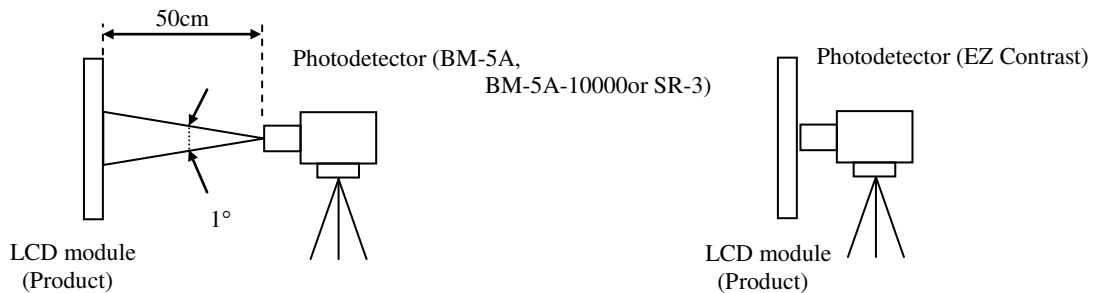 50cm
Photodetector (BM-5A,
BM-5A-10000or SR-3)
1°
LCD module
(Product)
Photodetector (EZ Contrast)
LCD module
(Product)